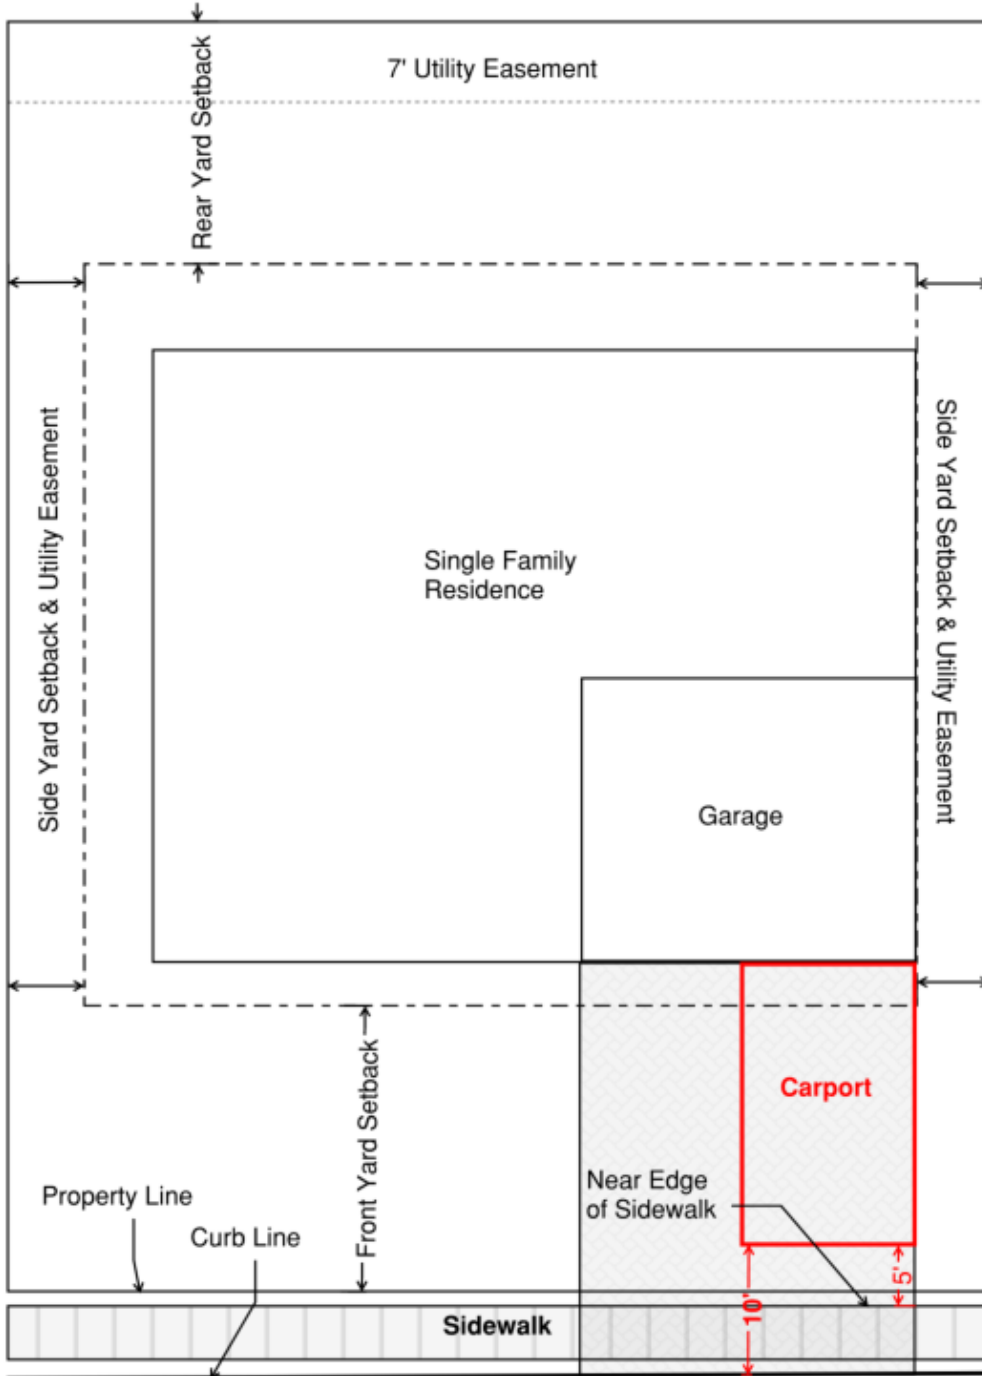 7' Utility Easement
Rear Yard Setback
Side Yard Setback & Utility Easement
Side Yard Setback & Utility Easement
Single Family
Residence
Garage
Carport
Front Yard Setback
Near Edge
of Sidewalk
Property Line
Curb Line
5'
10'
Sidewalk